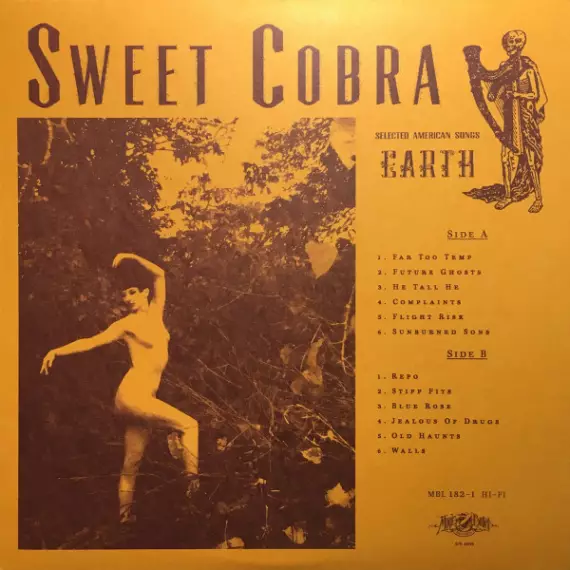 SWEET COBRA
SELECTED AMERICAN SONGS
EARTH
SIDE A
1. FAR TOO TEMP
2. FUTURE GHOSTS
3. HE TALL HE
4. COMPLAINTS
5. FLIGHT RISK
6. SUNBURNED SONS
SIDE B
1. REPO
2. STIFF FITS
3. BLUE ROSE
4. JEALOUS OF DRUGS
5. OLD HAUNTS
6. WALLS
MBL 182-1 HI-FI